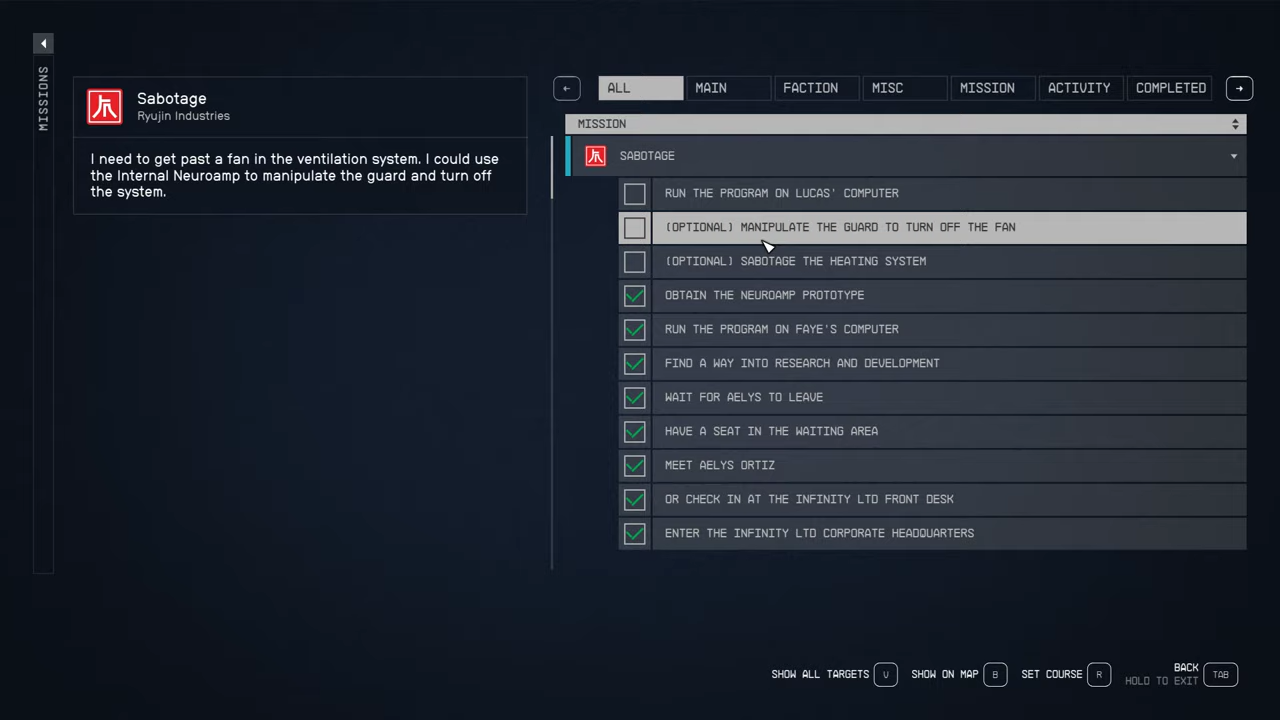 MISSIONS
Sabotage
Ryujin Industries
I need to get past a fan in the ventilation system. I could use
the Internal Neuroamp to manipulate the guard and turn off
the system.
ALL
MAIN
FACTION
MISC
MISSION
ACTIVITY
COMPLETED
MISSION
SABOTAGE
RUN THE PROGRAM ON LUCAS' COMPUTER
(OPTIONAL) MANIPULATE THE GUARD TO TURN OFF THE FAN
(OPTIONAL) SABOTAGE THE HEATING SYSTEM
OBTAIN THE NEUROAMP PROTOTYPE
RUN THE PROGRAM ON FAYE'S COMPUTER
FIND A WAY INTO RESEARCH AND DEVELOPMENT
WAIT FOR AELYS TO LEAVE
HAVE A SEAT IN THE WAITING AREA
MEET AELYS ORTIZ
OR CHECK IN AT THE INFINITY LTD FRONT DESK
ENTER THE INFINITY LTD CORPORATE HEADQUARTERS
SHOW ALL TARGETS V
SHOW ON MAP B
SET COURSE R
BACK
HOLD TO EXIT
TAB